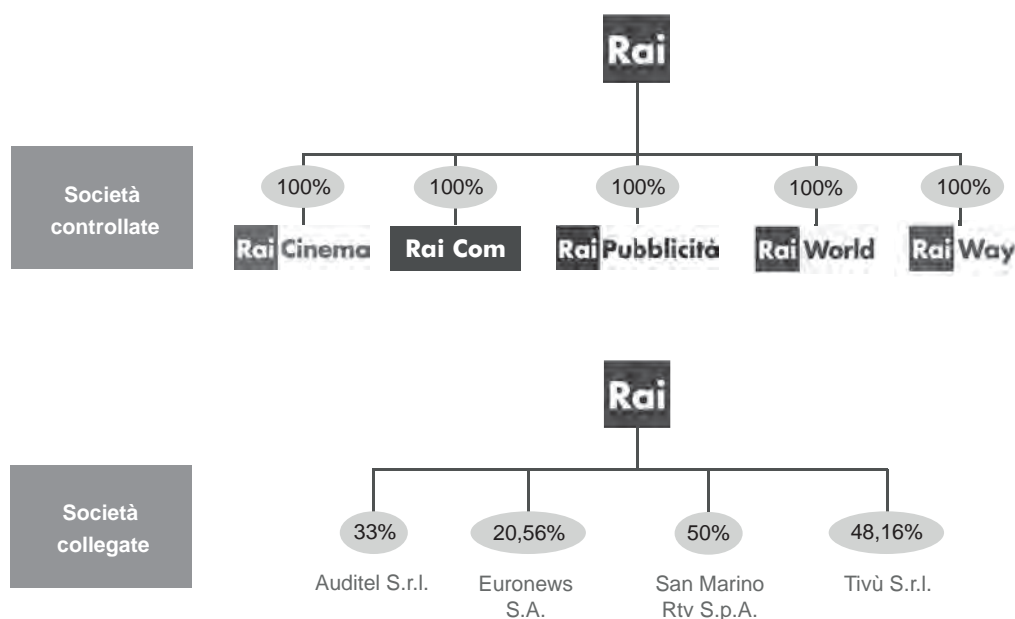 Rai
Società
controllate
100% 100% 100% 100% 100%
Rai Cinema Rai Com Rai Pubblicità Rai World Rai Way
Rai
Società
collegate
33% 20,56% 50% 48,16%
Auditel S.r.l. Euronews San Marino Tivù S.r.l.
S.A. Rtv S.p.A.